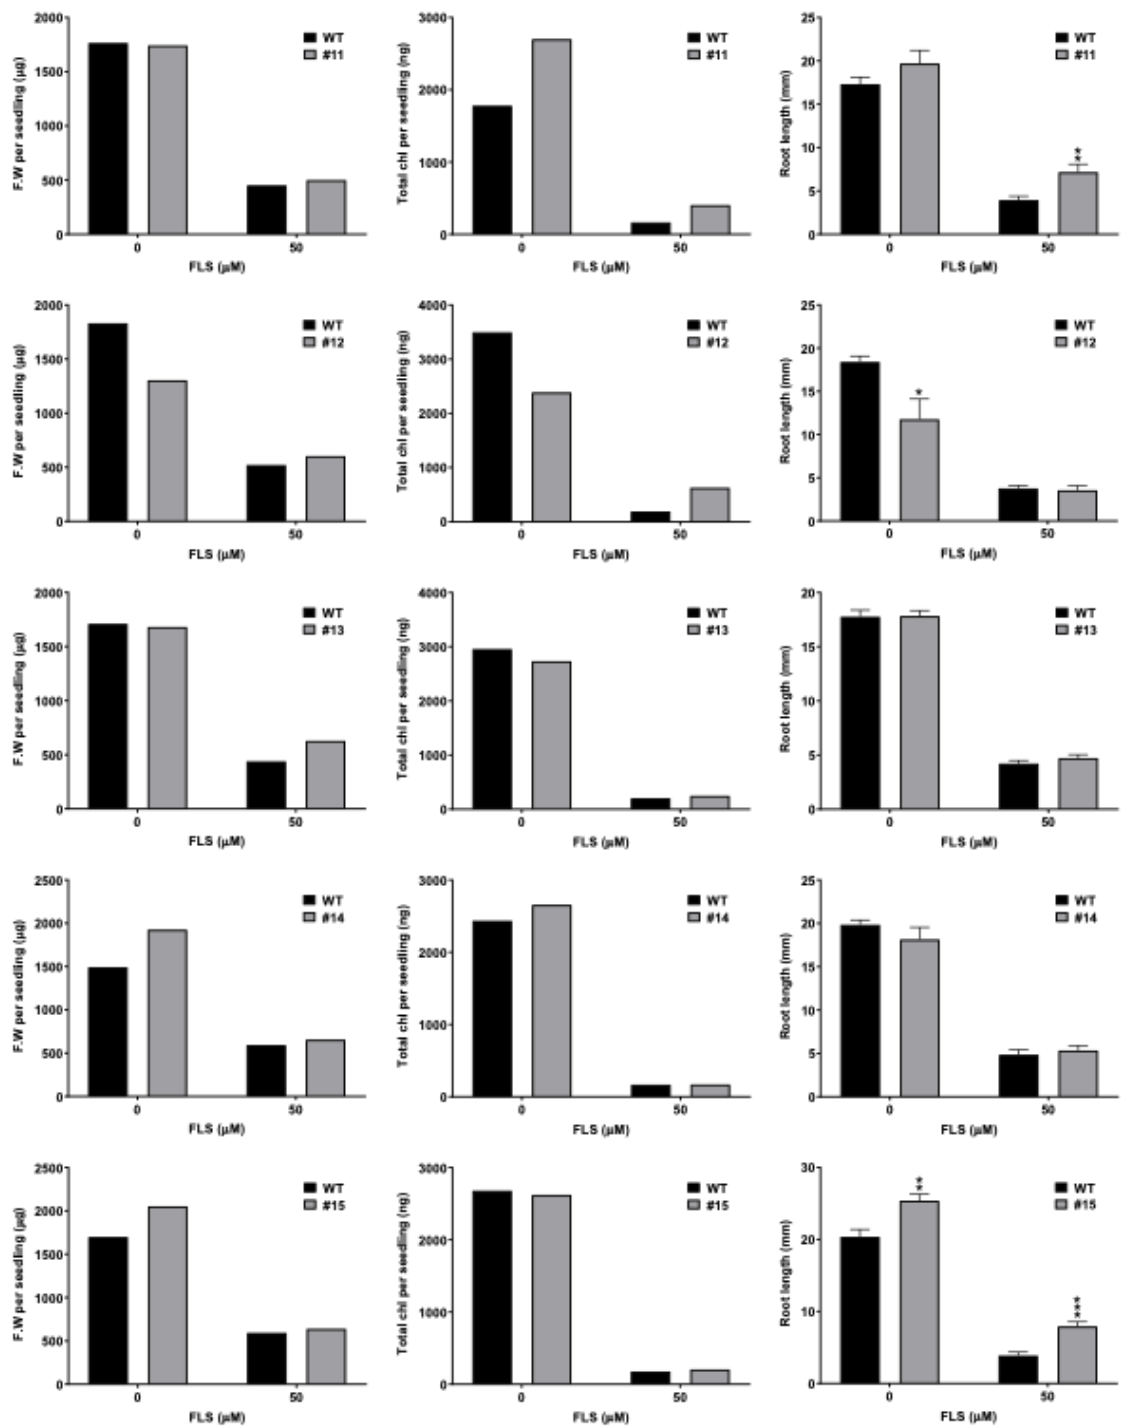 F.W per seedling (µg)
2000
1500
1000
500
0
WT
#11
0
50
FLS (µM)
Total chl per seedling (ng)
3000
2000
1000
0
WT
#11
0
50
FLS (µM)
Root length (mm)
25
20
15
10
5
0
WT
#11
**
0
50
FLS (µM)
F.W per seedling (µg)
2000
1500
1000
500
0
WT
#12
0
50
FLS (µM)
Total chl per seedling (ng)
4000
3000
2000
1000
0
WT
#12
0
50
FLS (µM)
Root length (mm)
25
20
15
10
5
0
WT
#12
*
0
50
FLS (µM)
F.W per seedling (µg)
2000
1500
1000
500
0
WT
#13
0
50
FLS (µM)
Total chl per seedling (ng)
4000
3000
2000
1000
0
WT
#13
0
50
FLS (µM)
Root length (mm)
20
15
10
5
0
WT
#13
0
50
FLS (µM)
F.W per seedling (µg)
2500
2000
1500
1000
500
0
WT
#14
0
50
FLS (µM)
Total chl per seedling (ng)
3000
2000
1000
0
WT
#14
0
50
FLS (µM)
Root length (mm)
25
20
15
10
5
0
WT
#14
0
50
FLS (µM)
F.W per seedling (µg)
2500
2000
1500
1000
500
0
WT
#15
0
50
FLS (µM)
Total chl per seedling (ng)
3000
2000
1000
0
WT
#15
0
50
FLS (µM)
Root length (mm)
30
20
10
0
WT
#15
**
***
0
50
FLS (µM)